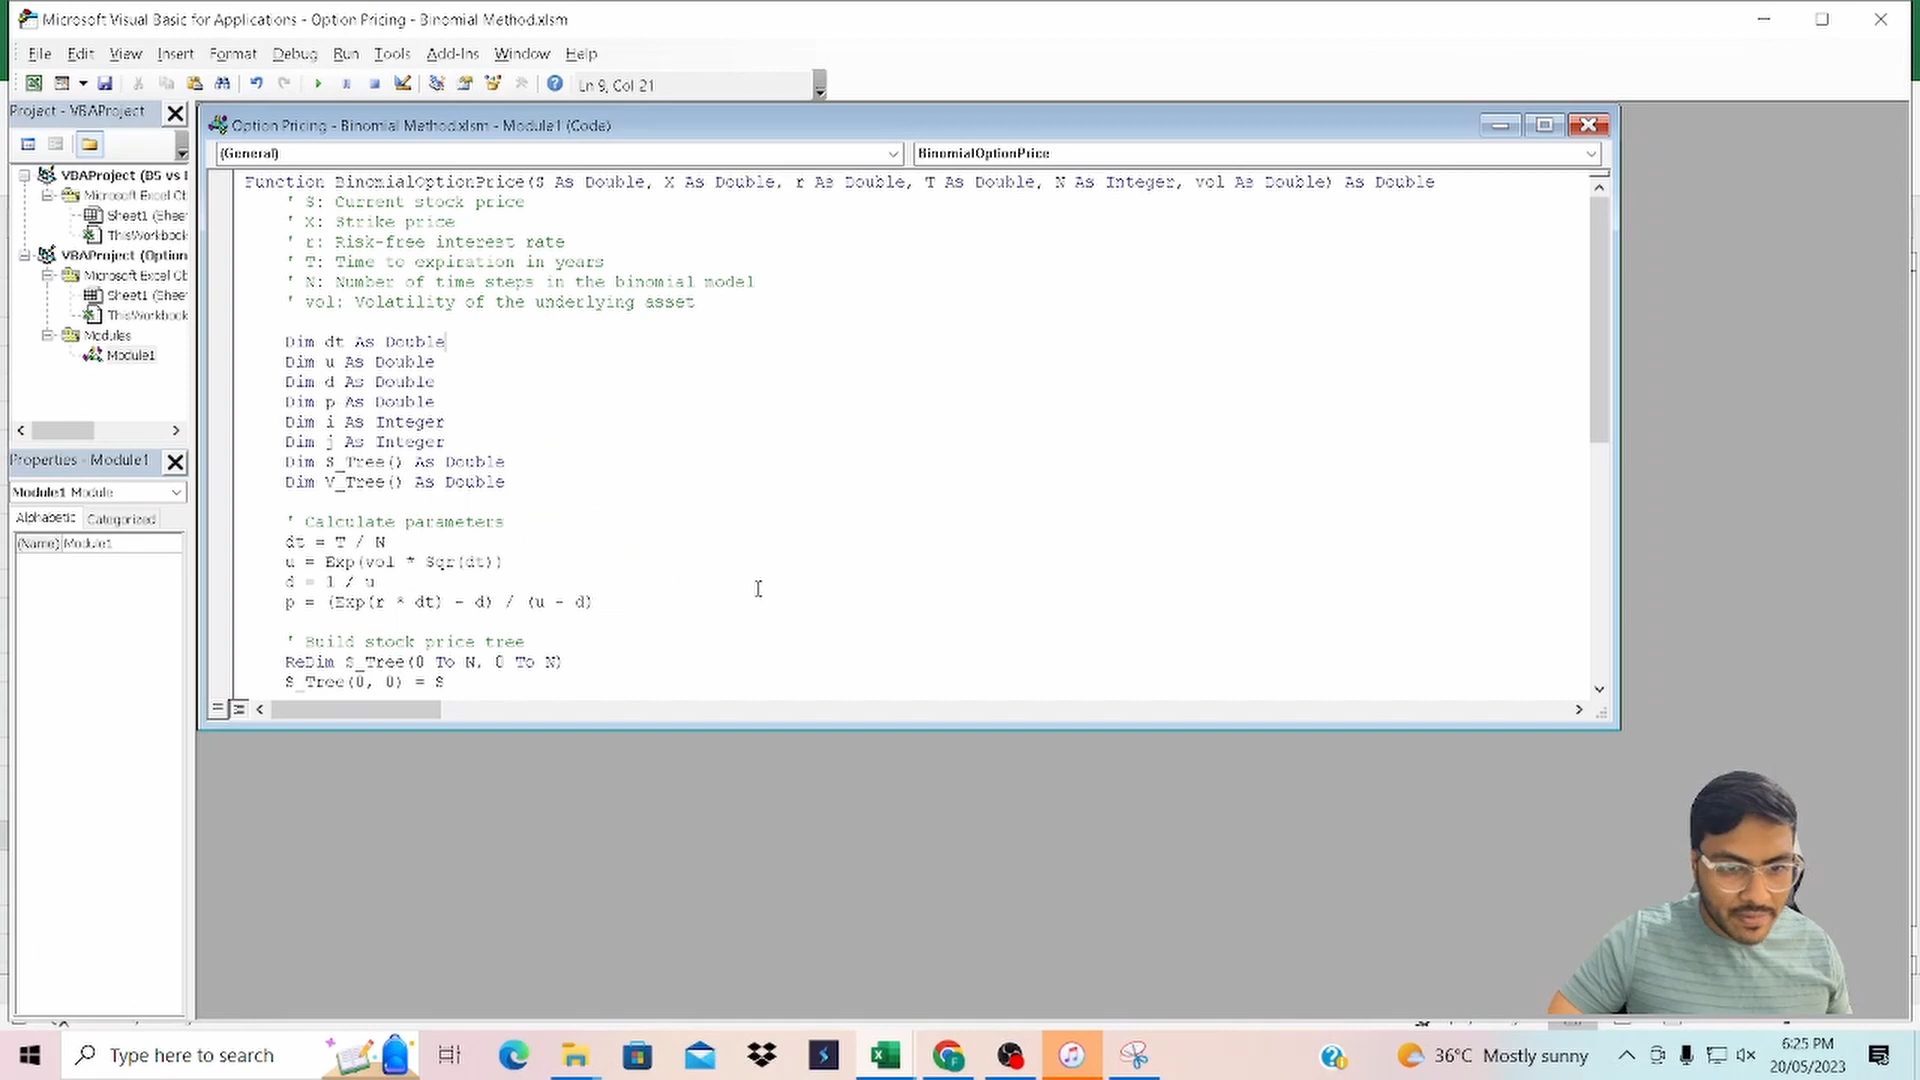 Microsoft Visual Basic for Applications - Option Pricing - Binomial Method.xlsm
File Edit View Insert Format Debug Run Tools Add-Ins Window Help
Ln 9, Col 21
Project - VBAProject
VBAProject (
Microsoft Excel
Sheet1 (
ThisWorkbook
VBAProject (Option
Microsoft Excel
Sheet1 (
ThisWorkbook
Modules
Module1
Properties - Module1
Module1 Module
Alphabetic Categorized
(Name) Module1
Option Pricing - Binomial Method.xlsm - Module1 (Code)
(General) BinomialOptionPrice
Function BinomialOptionPrice(S As Double, X As Double, r As Double, T As Double, N As Integer, vol As Double) As Double
' S: Current stock price
' X: Strike price
' r: Risk-free interest rate
' T: Time to expiration in years
' N: Number of time steps in the binomial model
' vol: Volatility of the underlying asset
Dim dt As Double
Dim u As Double
Dim d As Double
Dim p As Double
Dim i As Integer
Dim j As Integer
Dim S_Tree() As Double
Dim V_Tree() As Double
' Calculate parameters
dt = T / N
u = Exp(vol * Sqr(dt))
d = 1 / u
p = (Exp(r * dt) - d) / (u - d)
' Build stock price tree
ReDim S_Tree(0 To N, 0 To N)
S_Tree(0, 0) = S
Type here to search
36°C Mostly sunny
6:25 PM
20/05/2023